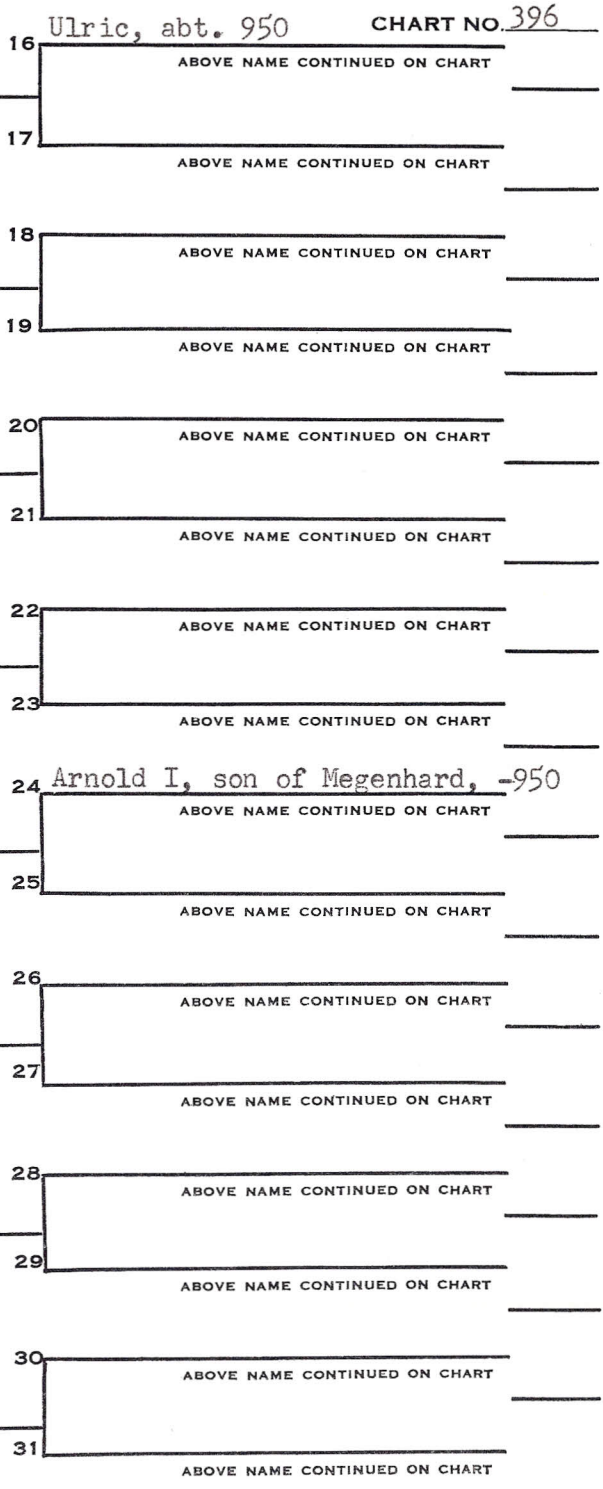 Ulric, abt. 950 CHART NO. 396
16
ABOVE NAME CONTINUED ON CHART
17
ABOVE NAME CONTINUED ON CHART
18
ABOVE NAME CONTINUED ON CHART
19
ABOVE NAME CONTINUED ON CHART
20
ABOVE NAME CONTINUED ON CHART
21
ABOVE NAME CONTINUED ON CHART
22
ABOVE NAME CONTINUED ON CHART
23
ABOVE NAME CONTINUED ON CHART
24 Arnold I, son of Megenhard, -950
ABOVE NAME CONTINUED ON CHART
25
ABOVE NAME CONTINUED ON CHART
26
ABOVE NAME CONTINUED ON CHART
27
ABOVE NAME CONTINUED ON CHART
28
ABOVE NAME CONTINUED ON CHART
29
ABOVE NAME CONTINUED ON CHART
30
ABOVE NAME CONTINUED ON CHART
31
ABOVE NAME CONTINUED ON CHART